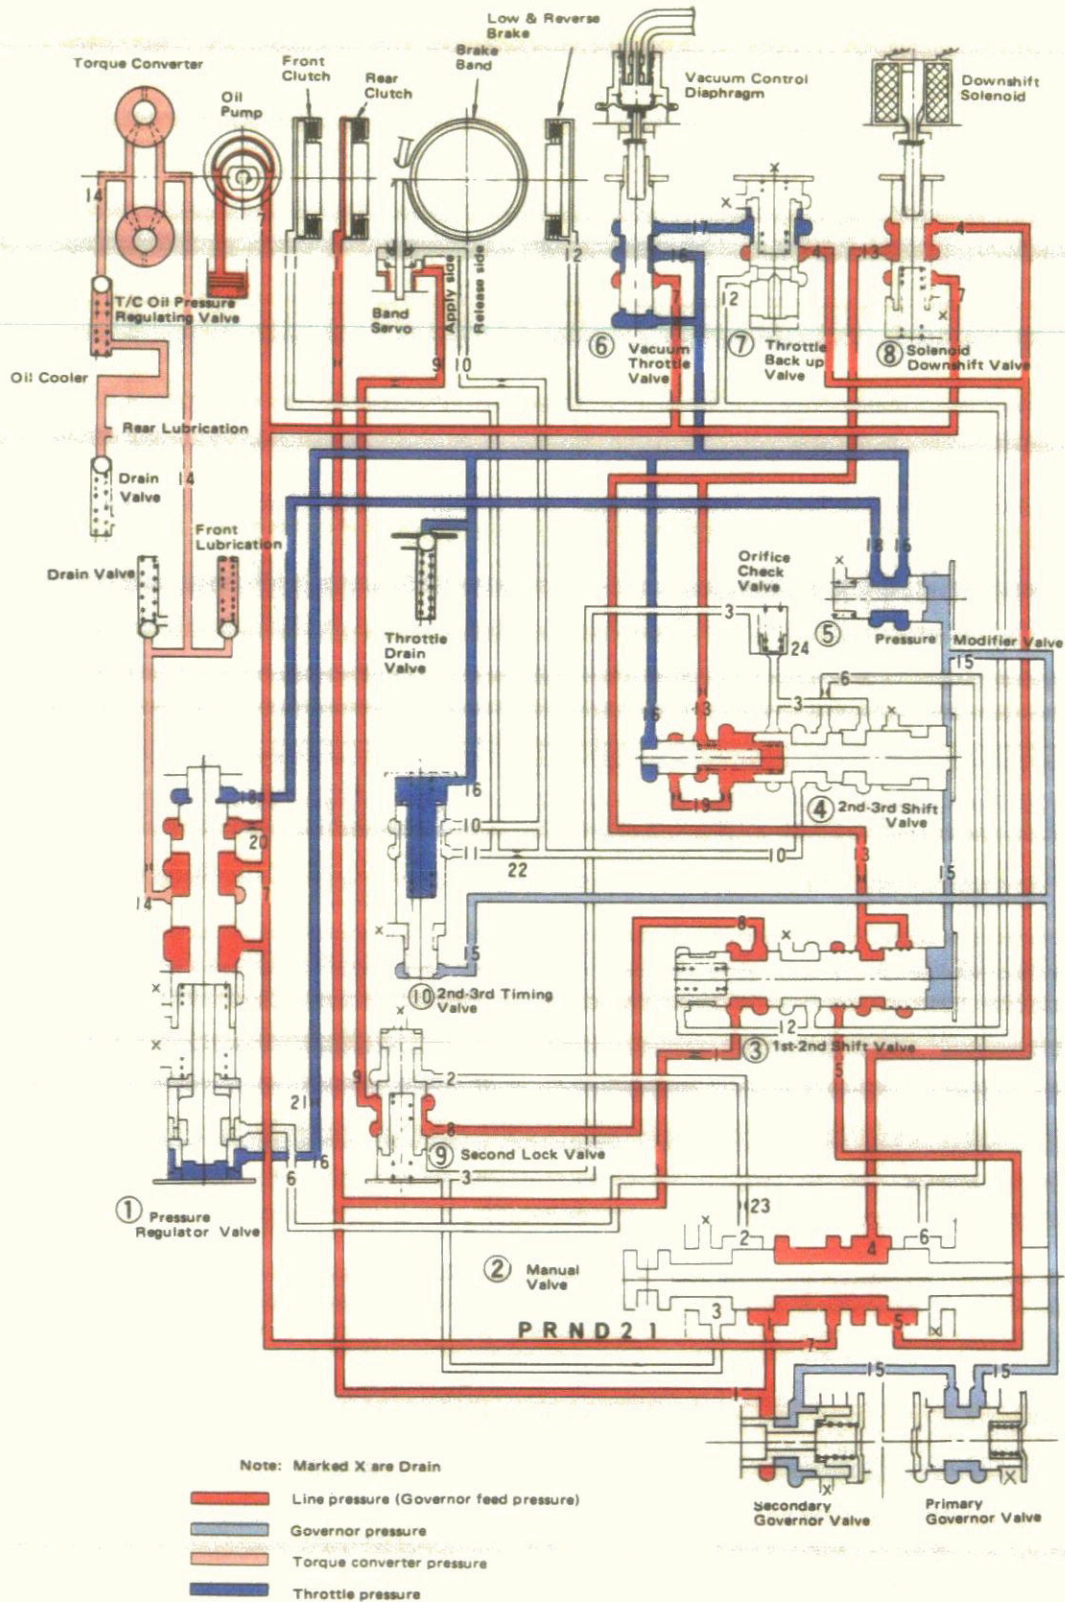 Low & Reverse
Brake
Torque Converter
Front
Clutch
Brake
Band
Rear
Clutch
Oil
Pump
Vacuum Control
Diaphragm
Downshift
Solenoid
X
X
14
7
17
4
13
4
16
12
7
12
7
X
T/C Oil Pressure
Regulating Valve
Band
Servo
Apply side
Release side
9
10
6
Vacuum
Throttle
Valve
7
Throttle
Back up
Valve
8
Solenoid
Downshift Valve
Oil Cooler
Rear Lubrication
14
Drain
Valve
Front
Lubrication
Drain Valve
Throttle
Drain
Valve
Orifice
Check
Valve
18
16
X
5
Pressure Modifier Valve
3
24
15
6
3
X
16
13
18
16
19
4
2nd-3rd Shift
Valve
20
10
11
22
10
13
14
7
15
X
15
8
X
10
2nd-3rd Timing
Valve
X
X
X
12
3
1st-2nd Shift Valve
1
5
9
2
21
8
9
Second Lock Valve
3
16
6
1
Pressure
Regulator Valve
23
X
2
4
6
2
Manual
Valve
3
5
X
PRND21
7
15
15
1
Note: Marked X are Drain
X
X
Line pressure (Governor feed pressure)
Secondary
Governor Valve
Primary
Governor Valve
Governor pressure
Torque converter pressure
Throttle pressure